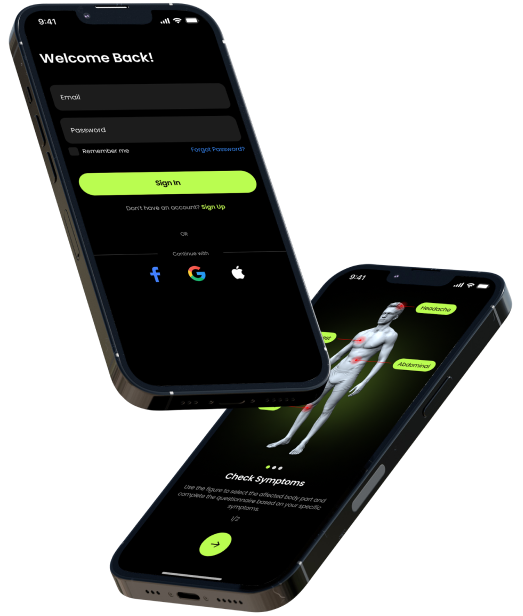 9:41
Welcome Back!
Email
Password
Remember me
Forgot Password?
Sign In
Don't have an account? Sign Up
OR
Continue with
9:41
Headache
Abdominal
Check Symptoms
Use the figure to select the affected body part and
complete the questionnaire based on your specific
symptoms.
1/2